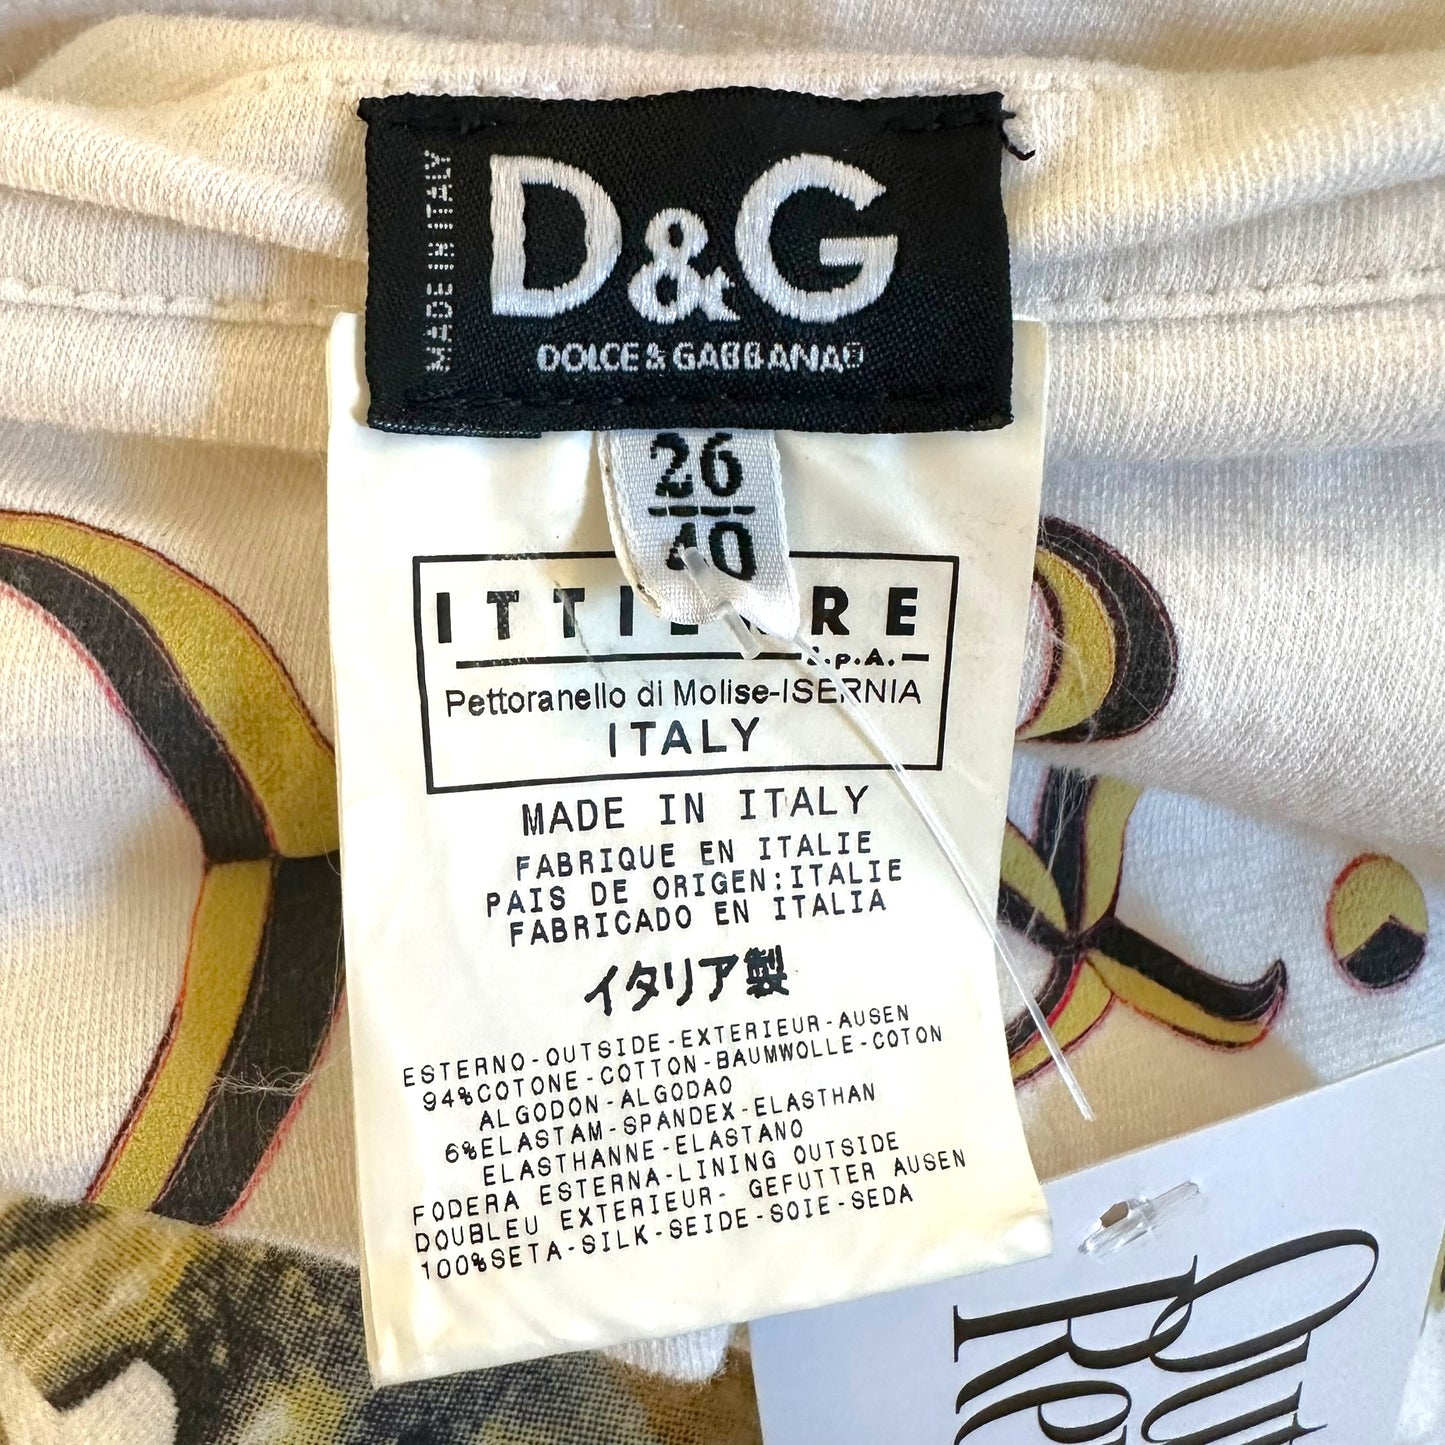 MADE IN ITALY
D&G
DOLCE & GABBANA
26
40
ITTIERRE
S.p.A.
Pettoranello di Molise-ISERNIA
ITALY
MADE IN ITALY
FABRIQUE EN ITALIE
PAIS DE ORIGEN:ITALIE
FABRICADO EN ITALIA
イタリア製
ESTERNO-OUTSIDE-EXTERIEUR-AUSEN
94%COTONE-COTTON-BAUMWOLLE-COTON
ALGODON-ALGODAO
6%ELASTAM-SPANDEX-ELASTHAN
ELASTHANNE-ELASTANO
FODERA ESTERNA-LINING OUTSIDE
DOUBLEU EXTERIEUR- GEFUTTER AUSEN
100%SETA-SILK-SEIDE-SOIE-SEDA